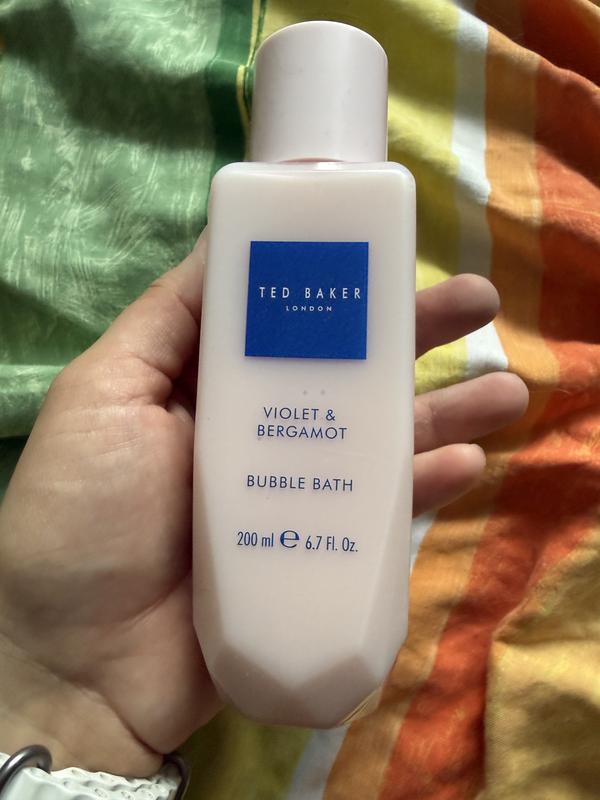 TED BAKER
LONDON
VIOLET &
BERGAMOT
BUBBLE BATH
200 ml ℮ 6.7 Fl. Oz.